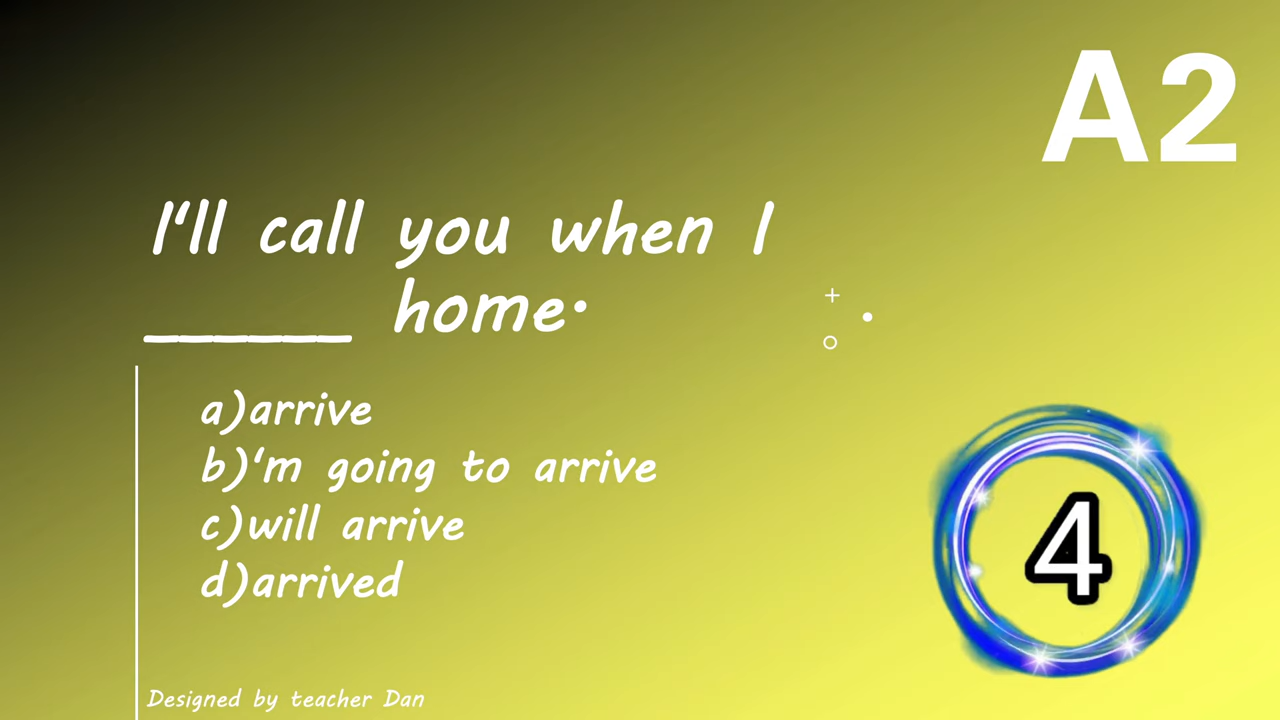 A2
I'll call you when I
______ home.
a)arrive
b)'m going to arrive
c)will arrive
d)arrived
4
Designed by teacher Dan